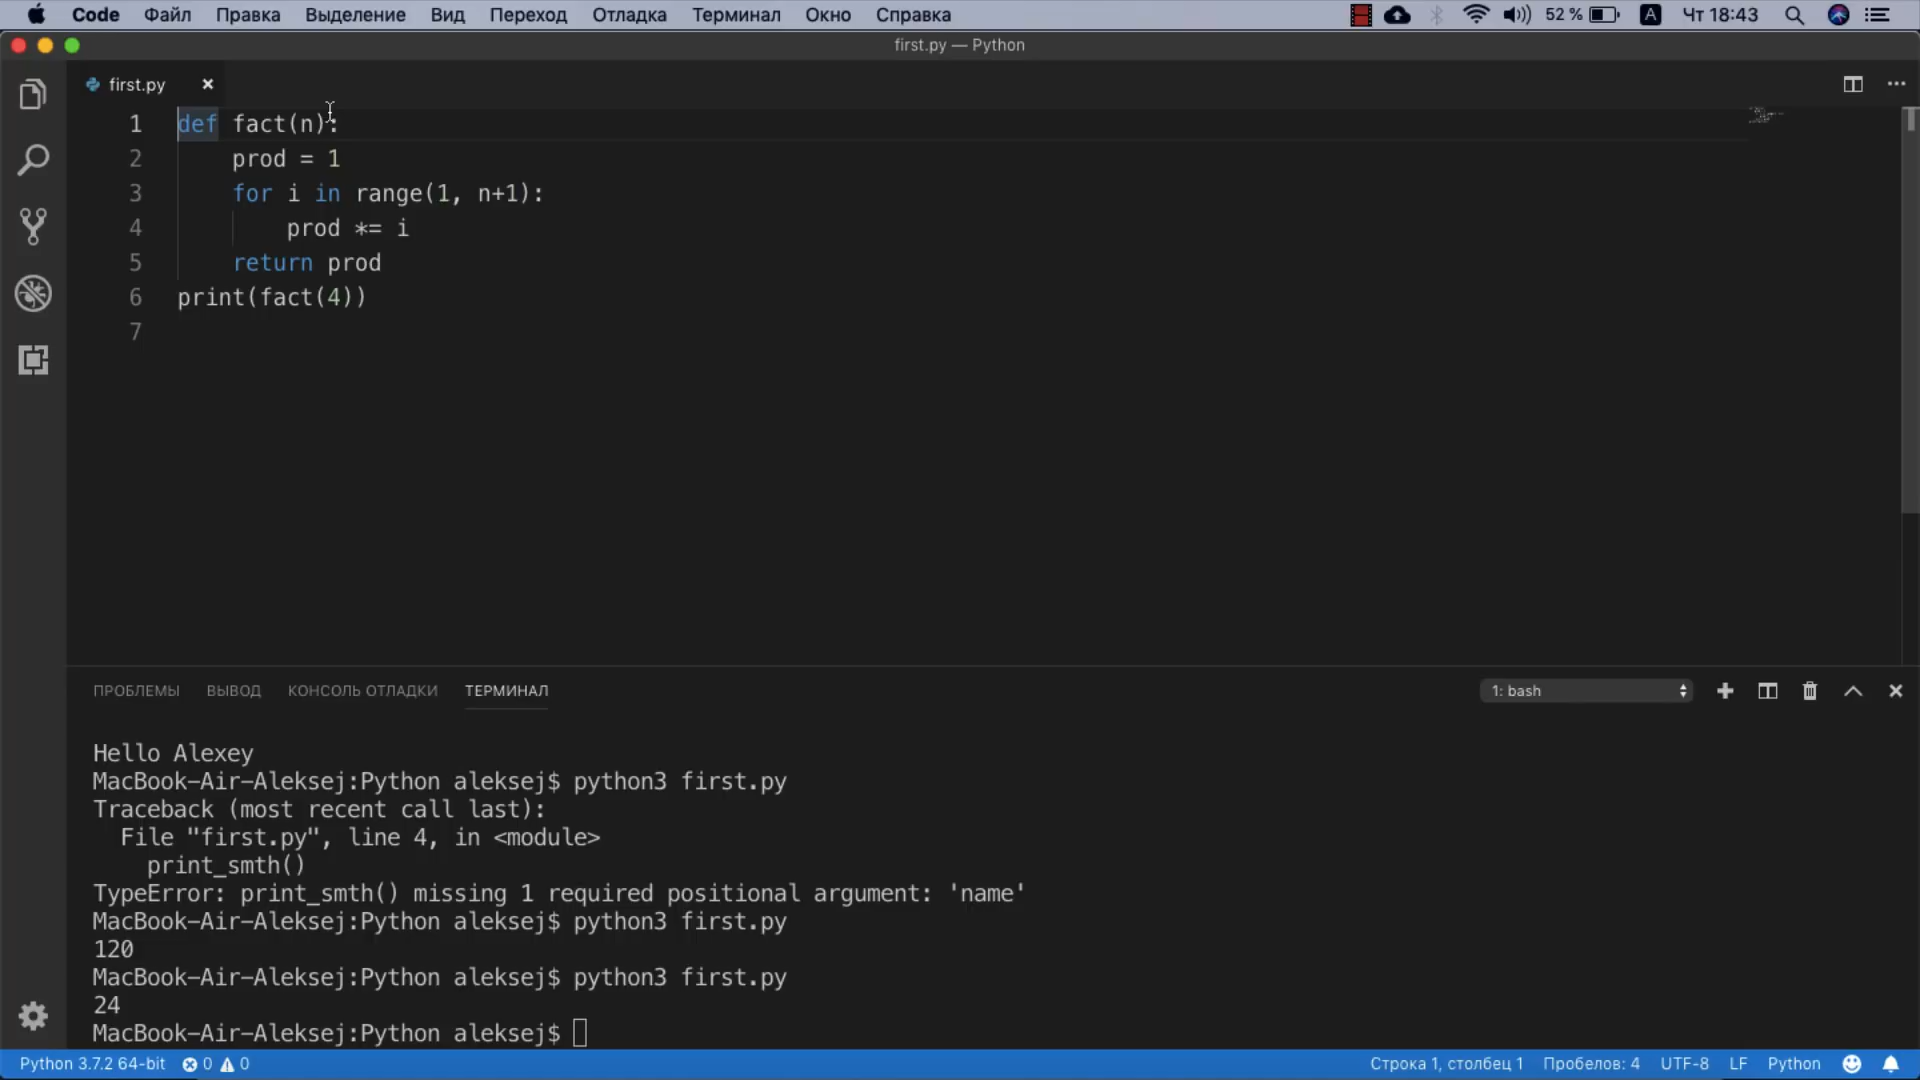 Code Файл Правка Выделение Вид Переход Отладка Терминал Окно Справка 52 % A Чт 18:43
first.py — Python
first.py
1 def fact(n):
2     prod = 1
3     for i in range(1, n+1):
4         prod *= i
5     return prod
6 print(fact(4))
7
ПРОБЛЕМЫ ВЫВОД КОНСОЛЬ ОТЛАДКИ ТЕРМИНАЛ 1: bash
Hello Alexey
MacBook-Air-Aleksej:Python aleksej$ python3 first.py
Traceback (most recent call last):
  File "first.py", line 4, in <module>
    print_smth()
TypeError: print_smth() missing 1 required positional argument: 'name'
MacBook-Air-Aleksej:Python aleksej$ python3 first.py
120
MacBook-Air-Aleksej:Python aleksej$ python3 first.py
24
MacBook-Air-Aleksej:Python aleksej$
Python 3.7.2 64-bit 0 0 Строка 1, столбец 1 Пробелов: 4 UTF-8 LF Python